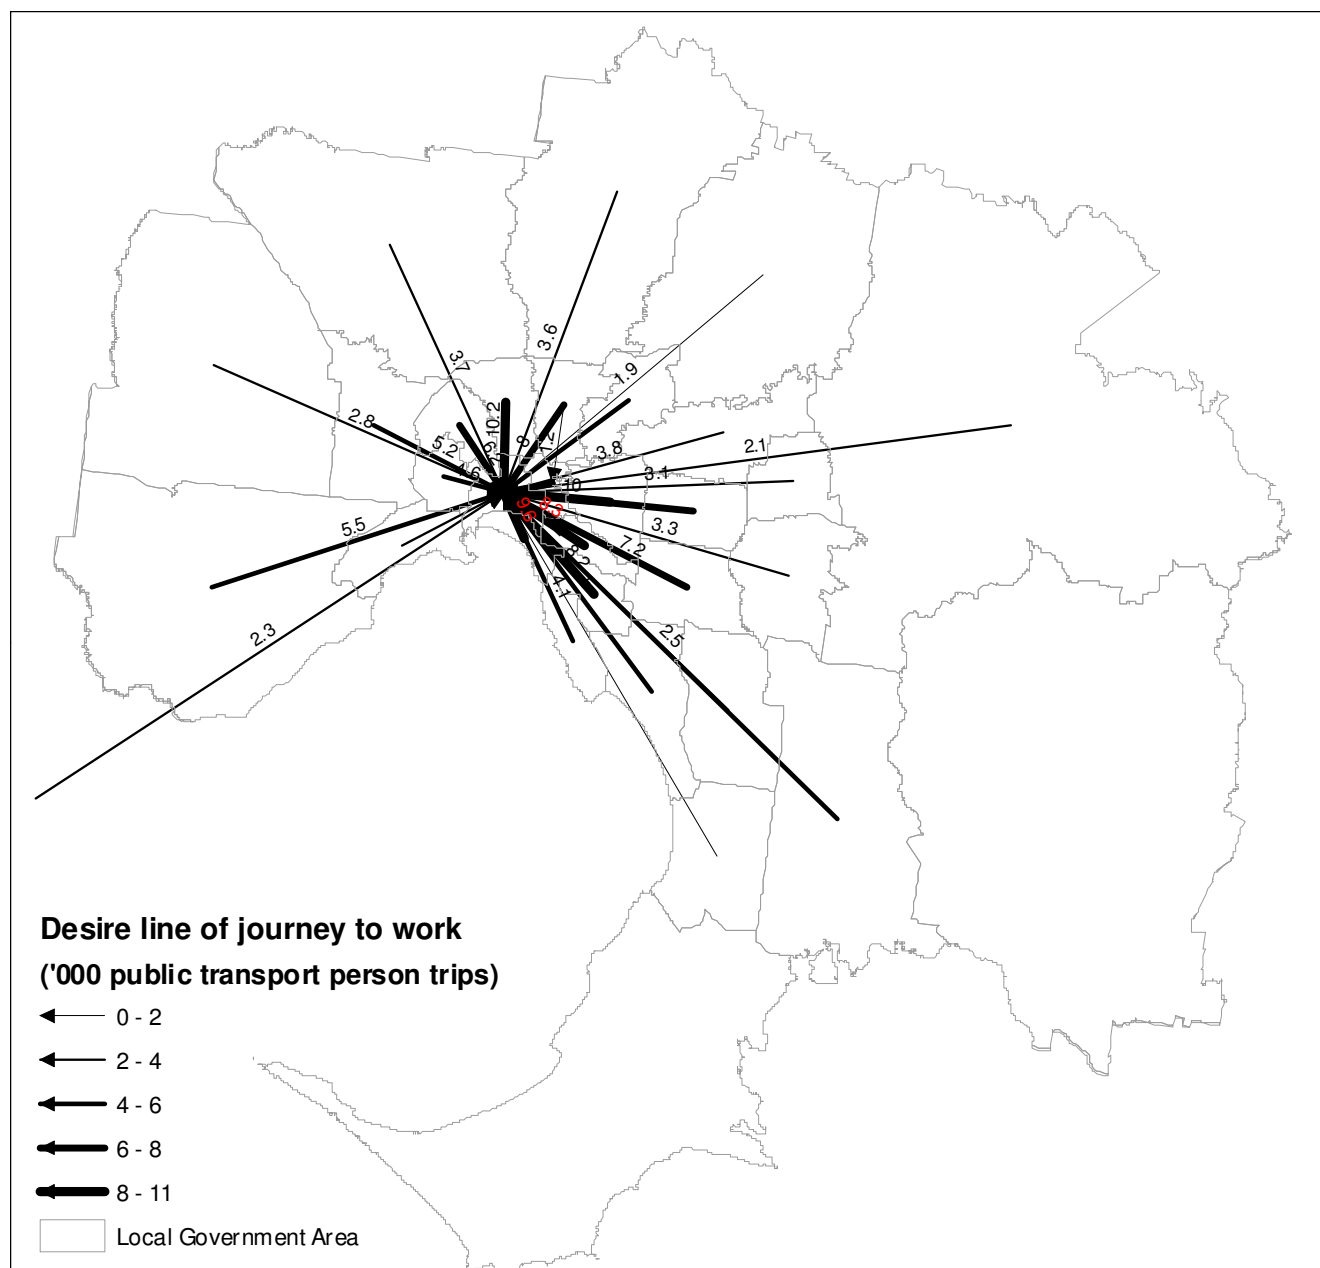 3.6
3.7
1.9
2.8
10.2
5.2
1.2
3.8
2.1
3.1
5.5
3.3
7.2
4.1
2.5
2.3
Desire line of journey to work
('000 public transport person trips)
0 - 2
2 - 4
4 - 6
6 - 8
8 - 11
Local Government Area